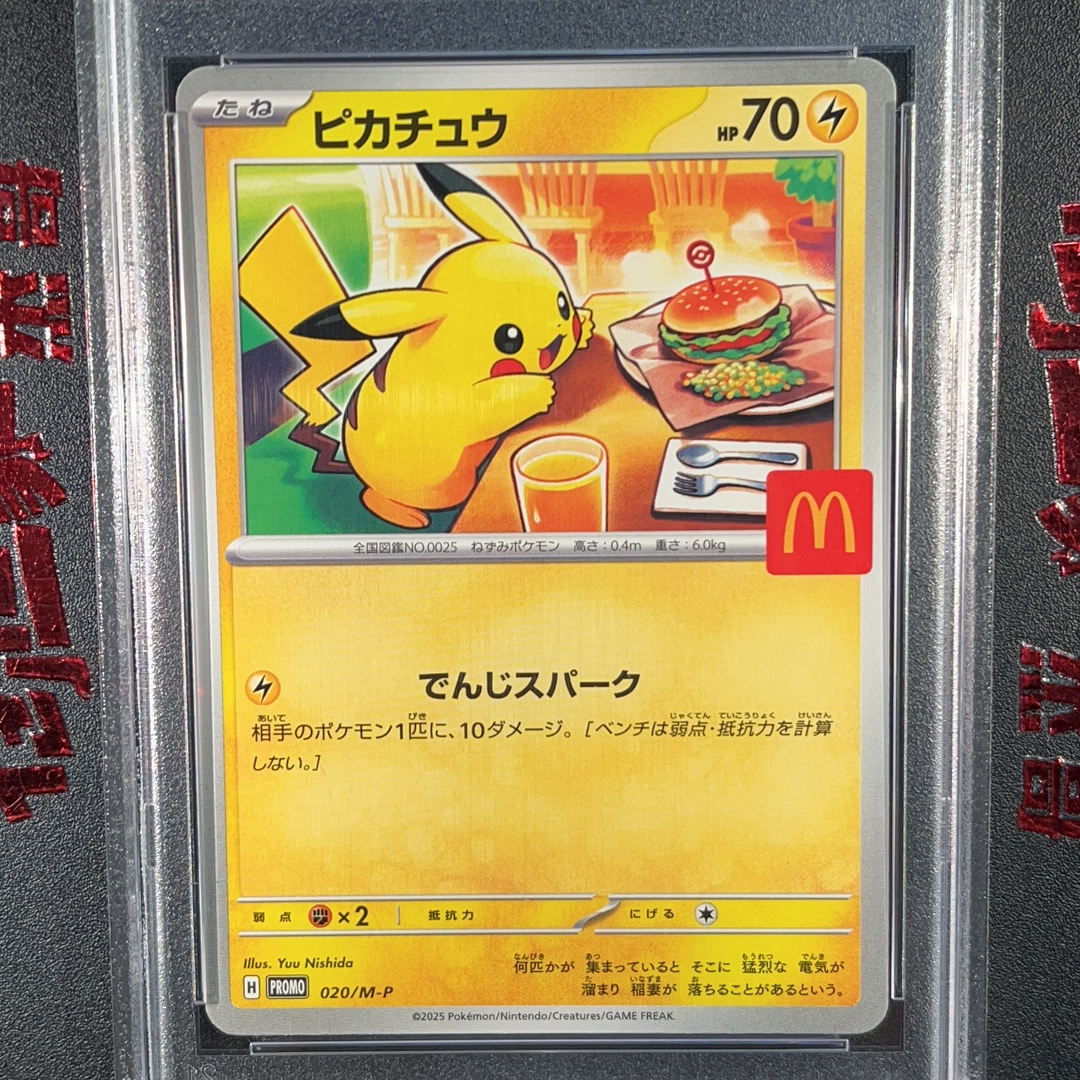 たね
ピカチュウ
HP 70
全国図鑑NO.0025 ねずみポケモン 高さ:0.4m 重さ:6.0kg
でんじスパーク
相手のポケモン1匹に、10ダメージ。[ベンチは弱点・抵抗力を計算
しない。]
弱点 ×2 抵抗力 にげる
Illus. Yuu Nishida
何匹かが 集まっていると そこに 猛烈な 電気が
溜まり 稲妻が 落ちることがあるという。
H PROMO 020/M-P
©2025 Pokémon/Nintendo/Creatures/GAME FREAK.